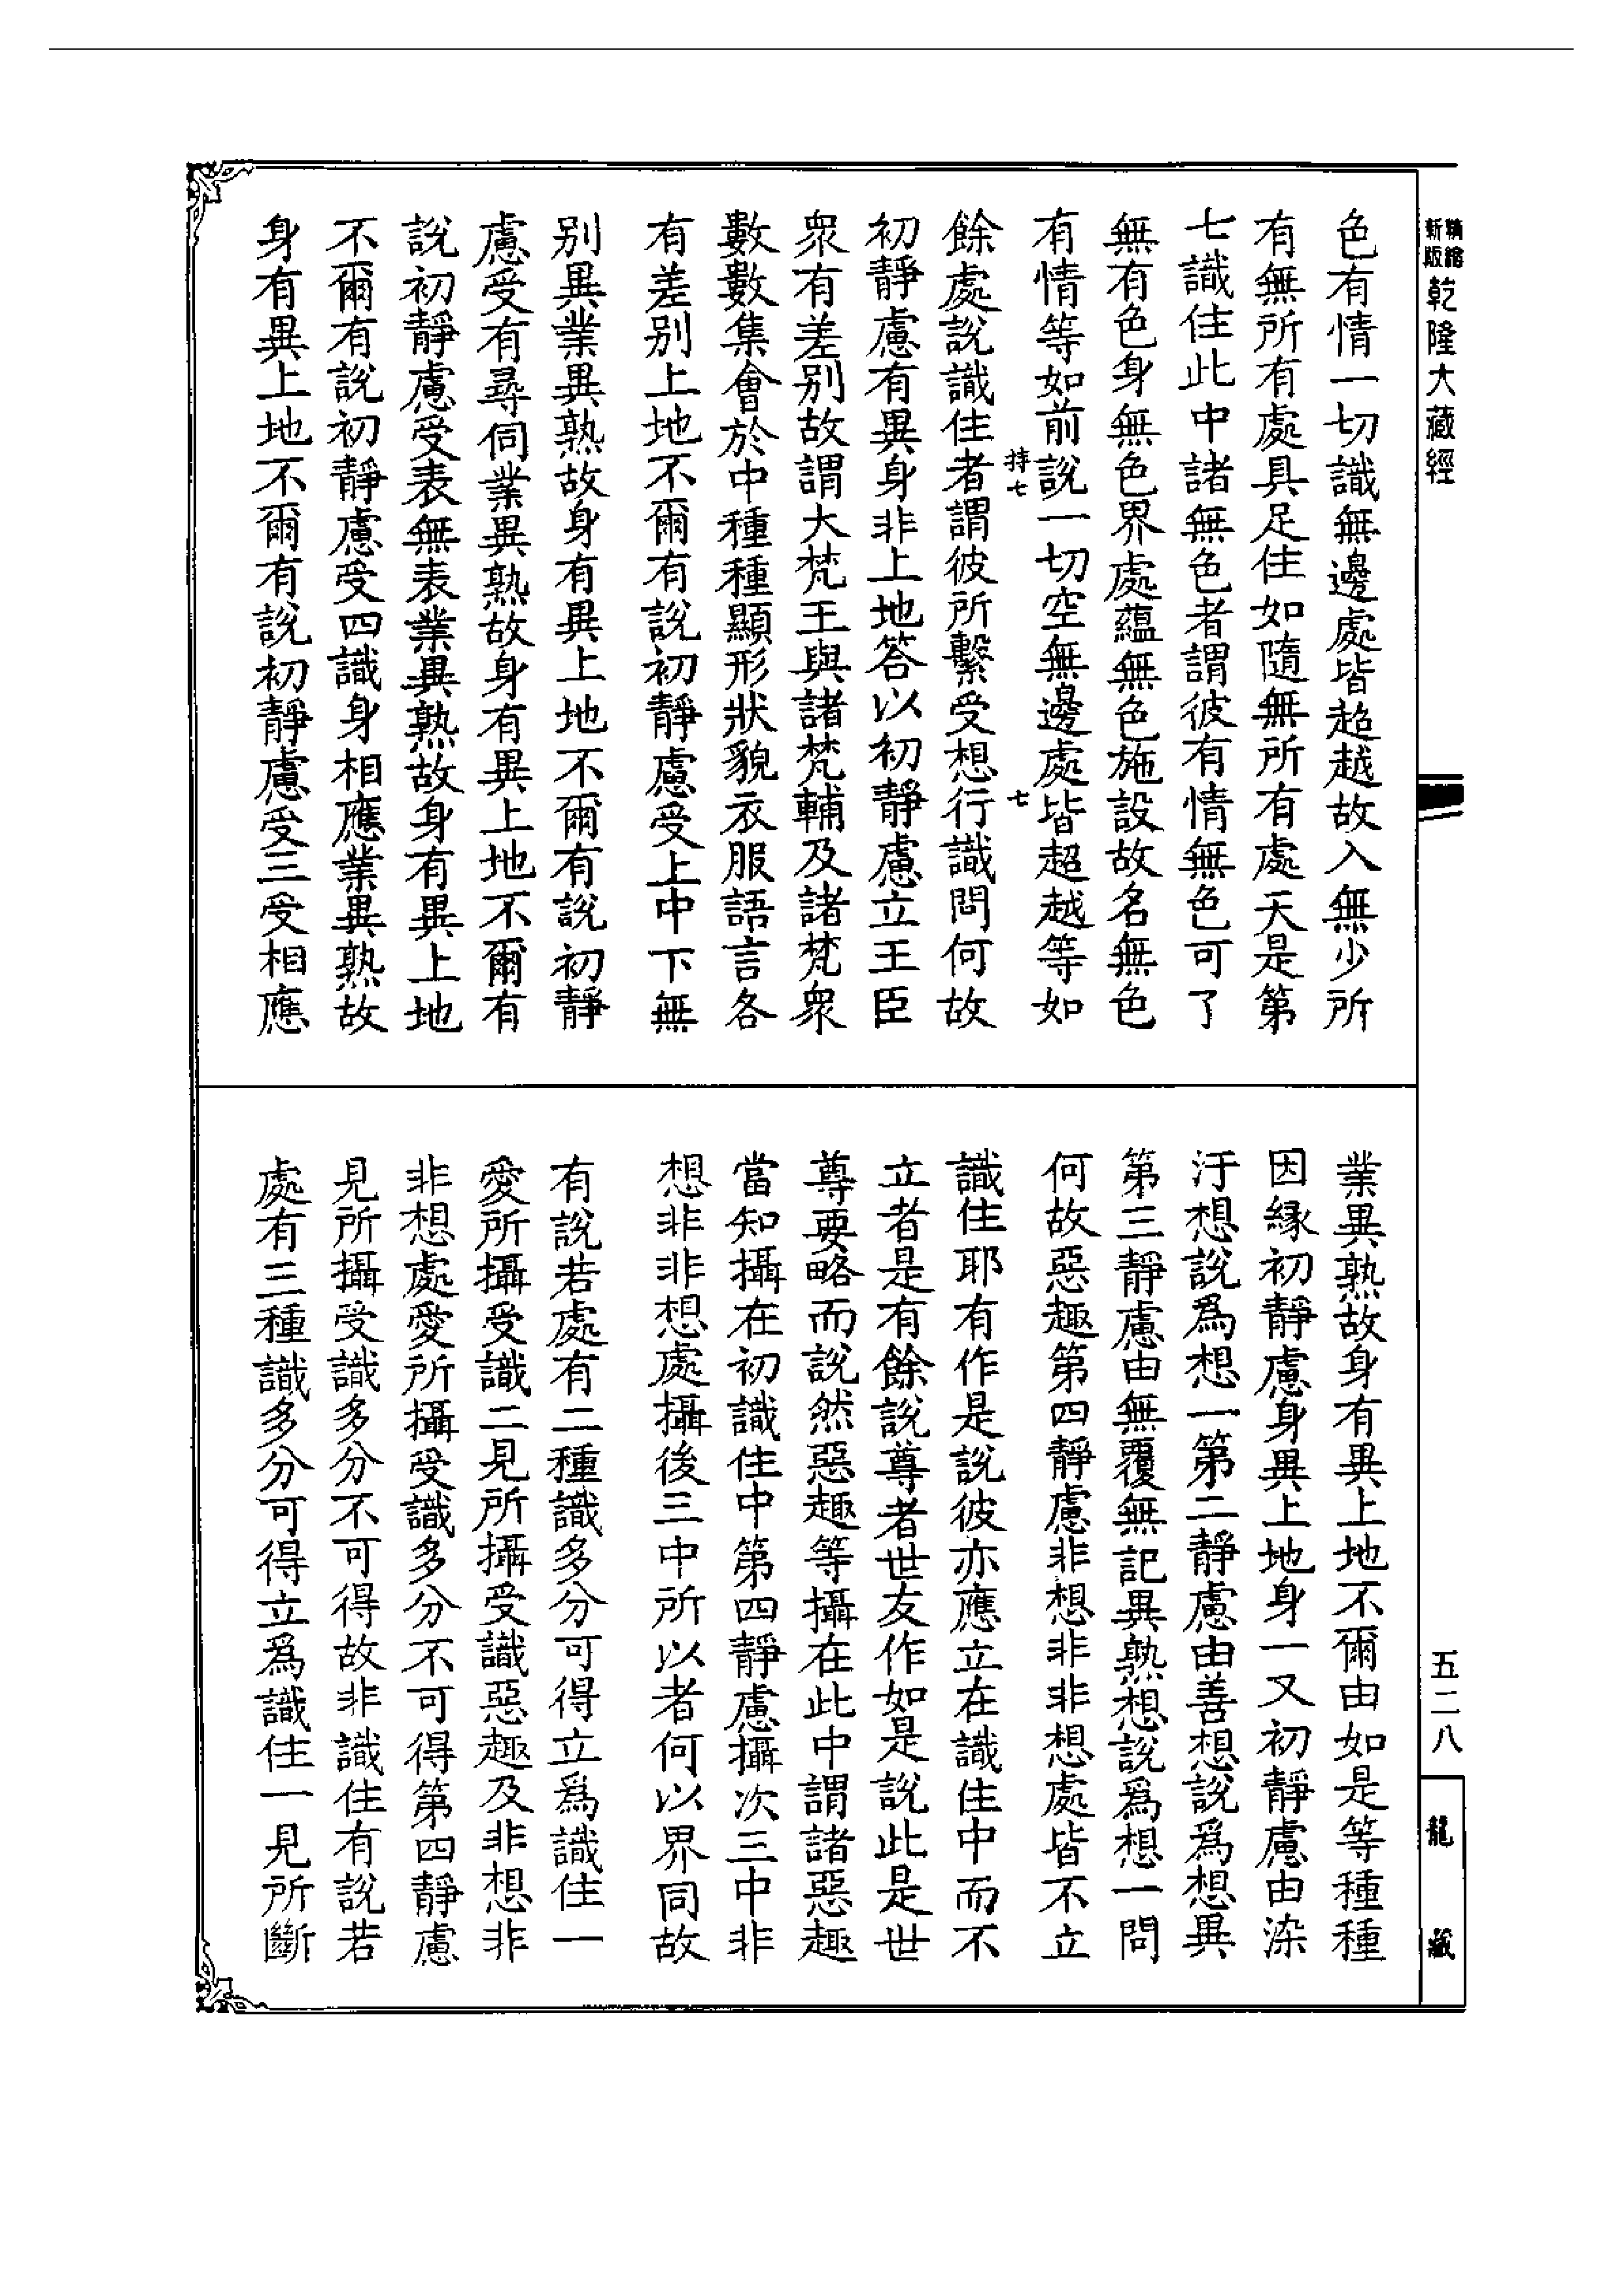 精縮新版乾隆大藏經
色有情一切識無邊處皆超越故入無少所
有無所有處具足住如隨無所有處天是第
七識住此中諸無色者謂彼有情無色可了
無有色身無色界處蘊無色施設故名無色
有情等如前說一切空無邊處皆超越等如
持七 七
餘處說識住者謂彼所繫受想行識問何故
初靜慮有異身非上地答以初靜慮立王臣
衆有差別故謂大梵王與諸梵輔及諸梵衆
數數集會於中種種顯形狀貌衣服語言各
有差別上地不爾有說初靜慮受上中下無
別異業異熟故身有異上地不爾有說初靜
慮受有尋伺業異熟故身有異上地不爾有
說初靜慮受表無表業異熟故身有異上地
不爾有說初靜慮受四識身相應業異熟故
身有異上地不爾有說初靜慮受三受相應
業異熟故身有異上地不爾由如是等種種
因緣初靜慮身異上地身一又初靜慮由染
汙想說爲想一第二靜慮由善想說爲想異
第三靜慮由無覆無記異熟想說爲想一問
何故惡趣第四靜慮非想非非想處皆不立
識住耶有作是說彼亦應立在識住中而不
立者是有餘說尊者世友作如是說此是世
尊要略而說然惡趣等攝在此中謂諸惡趣
當知攝在初識住中第四靜慮攝次三中非
想非非想處攝後三中所以者何以界同故
有說若處有二種識多分可得立爲識住一
愛所攝受識二見所攝受識惡趣及非想非
非想處愛所攝受識多分不可得第四靜慮
見所攝受識多分不可得故非識住有說若
處有三種識多分可得立爲識住一見所斷
五二八
龍藏